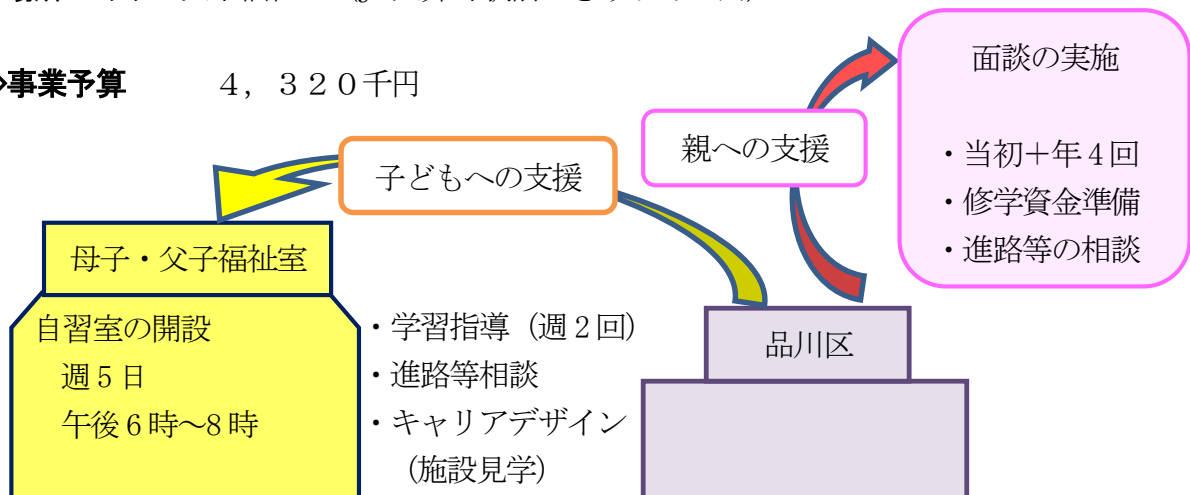 事業予算　４，３２０千円
面談の実施
・当初＋年４回
・修学資金準備
・進路等の相談
親への支援
子どもへの支援
母子・父子福祉室
自習室の開設
週５日
午後６時～８時
・学習指導（週２回）
・進路等相談
・キャリアデザイン
（施設見学）
品川区